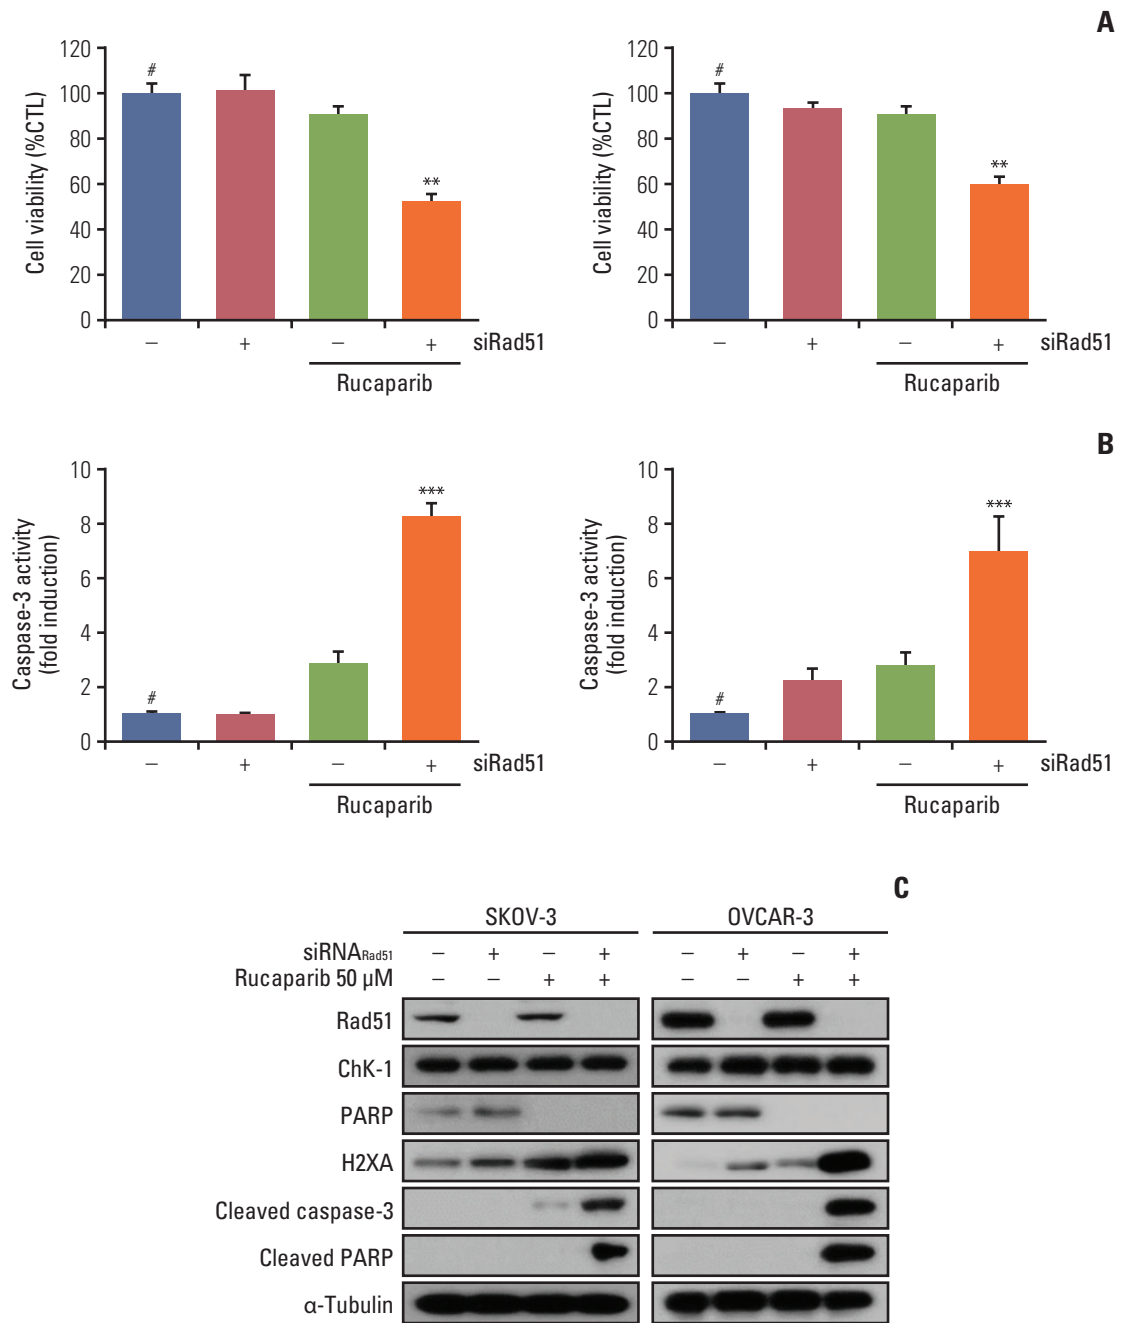 A
Cell viability (%CTL)
120
100
80
60
40
20
0
#
**
− + − + siRad51
Rucaparib
Cell viability (%CTL)
120
100
80
60
40
20
0
#
**
− + − + siRad51
Rucaparib
B
Caspase-3 activity
(fold induction)
10
8
6
4
2
0
#
***
− + − + siRad51
Rucaparib
Caspase-3 activity
(fold induction)
10
8
6
4
2
0
#
***
− + − + siRad51
Rucaparib
C
SKOV-3 OVCAR-3
siRNARad51 − + − + − + − +
Rucaparib 50 µM − − + + − − + +
Rad51
ChK-1
PARP
H2XA
Cleaved caspase-3
Cleaved PARP
α-Tubulin